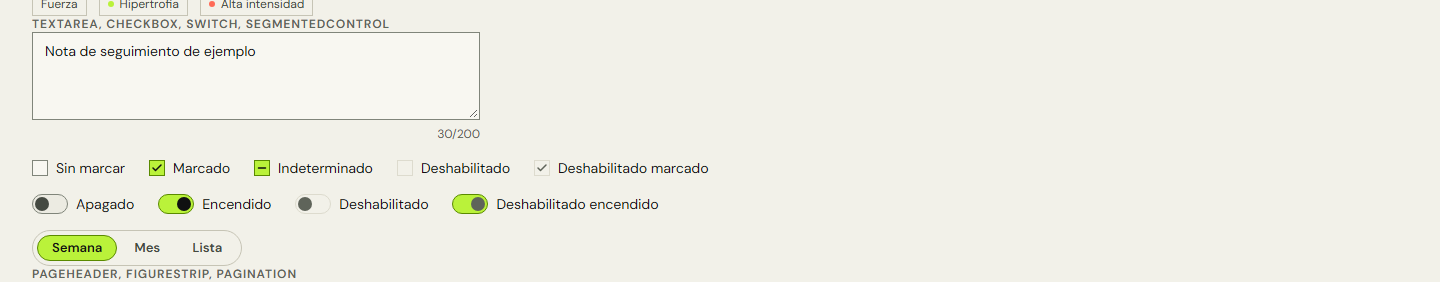 Fuerza Hipertrofia Alta intensidad
TEXTAREA, CHECKBOX, SWITCH, SEGMENTEDCONTROL
Nota de seguimiento de ejemplo
30/200
Sin marcar Marcado Indeterminado Deshabilitado Deshabilitado marcado
Apagado Encendido Deshabilitado Deshabilitado encendido
Semana Mes Lista
PAGEHEADER, FIGURESTRIP, PAGINATION